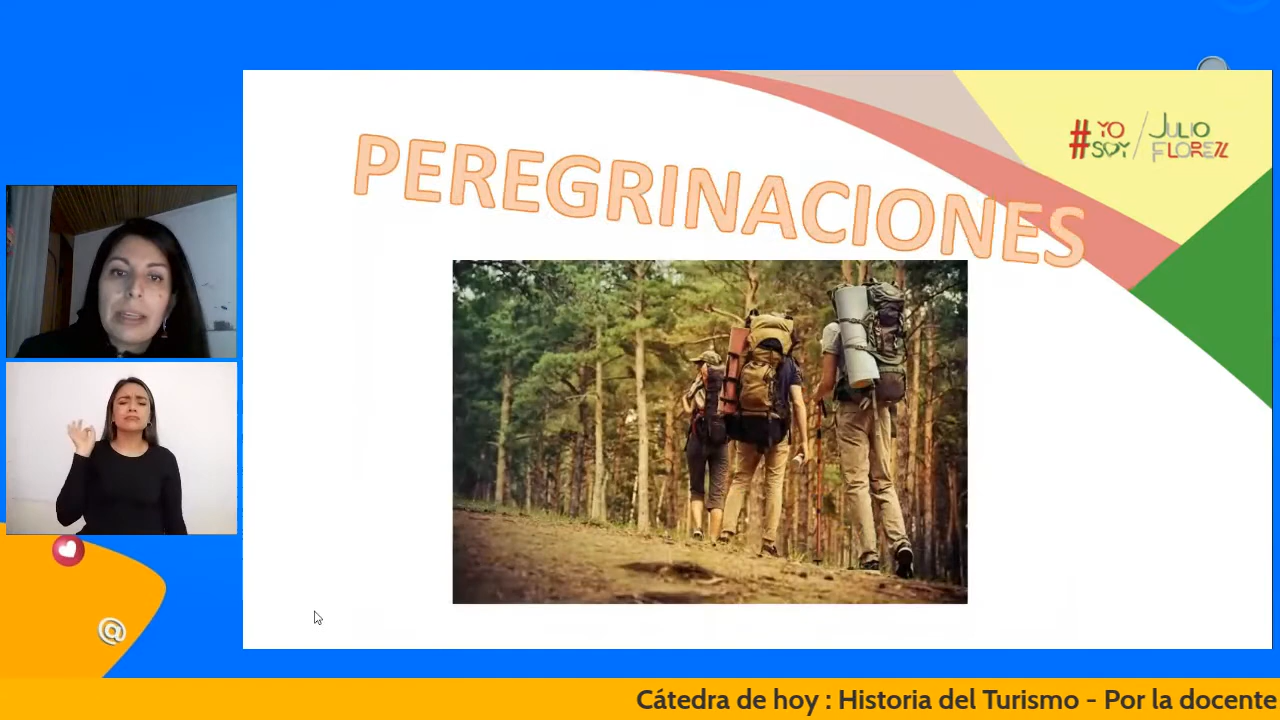 #YO SOY / JULIO FLOREZ
PEREGRINACIONES
@
Cátedra de hoy : Historia del Turismo - Por la docente